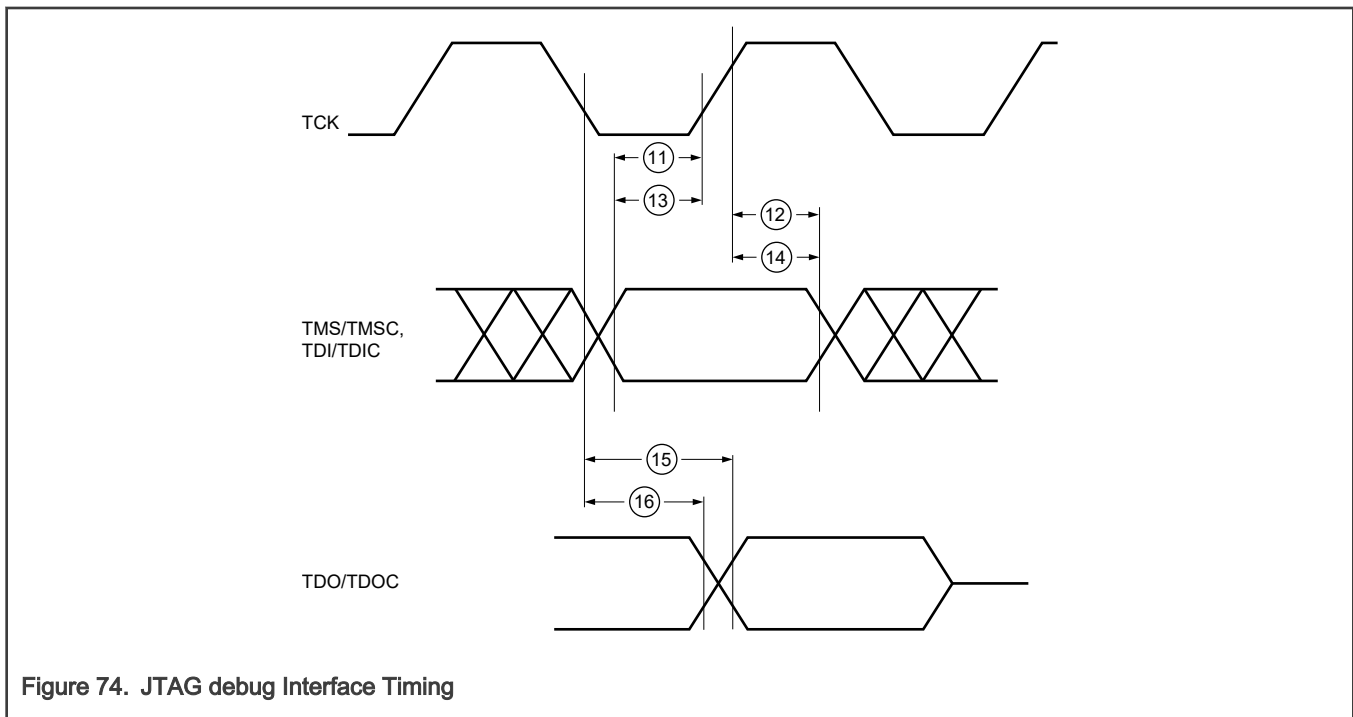 TCK
11
13
12
14
TMS/TMSC,
TDI/TDIC
15
16
TDO/TDOC
Figure 74. JTAG debug Interface Timing